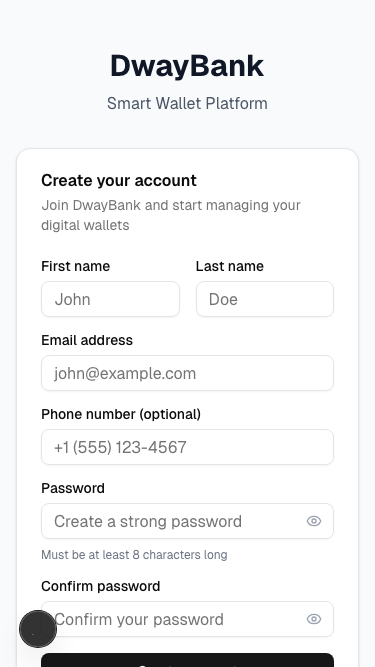 DwayBank
Smart Wallet Platform
Create your account
Join DwayBank and start managing your
digital wallets
First name
Last name
John
Doe
Email address
john@example.com
Phone number (optional)
+1 (555) 123-4567
Password
Create a strong password
Must be at least 8 characters long
Confirm password
Confirm your password